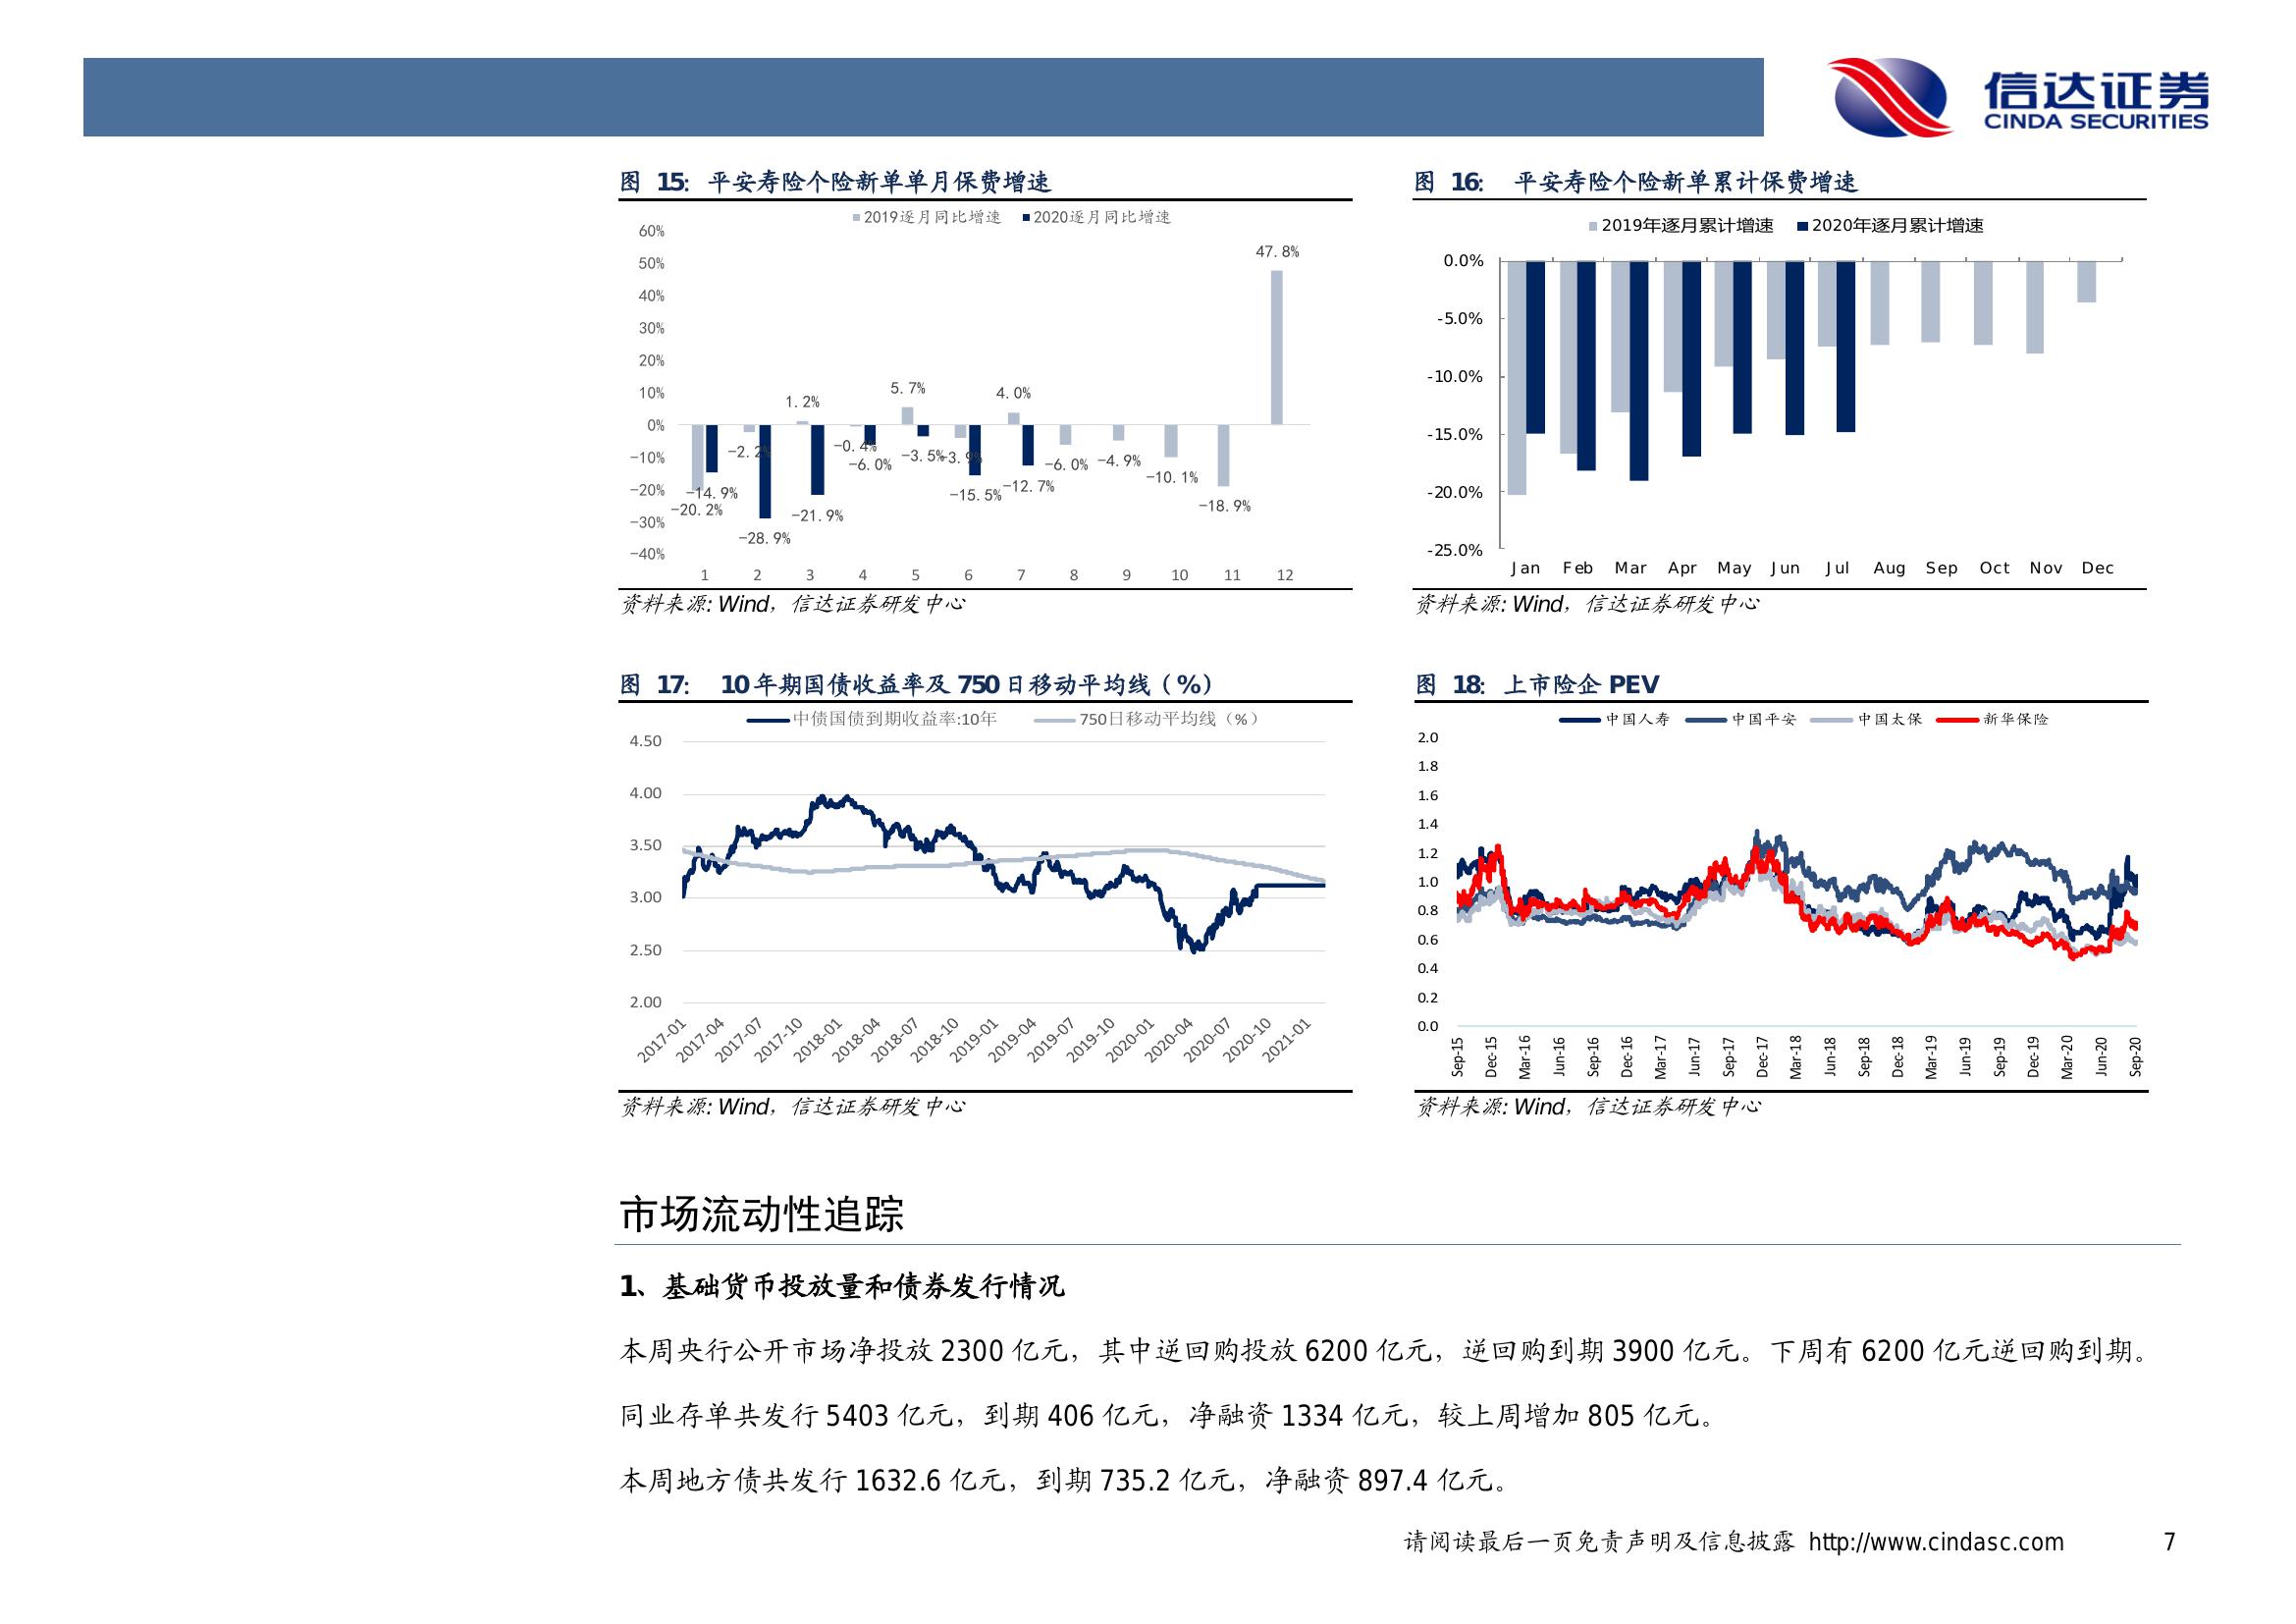 信达证券
CINDA SECURITIES
图 15: 平安寿险个险新单单月保费增速
2019逐月同比增速 2020逐月同比增速
60%
50%
40%
30%
20%
10%
0%
−10%
−20%
−30%
−40%
47.8%
5.7%
4.0%
1.2%
−0.4%
−2.2%
−6.0%
−3.5%
−3.9%
−6.0%
−4.9%
−10.1%
−12.7%
−14.9%
−15.5%
−18.9%
−20.2%
−21.9%
−28.9%
1 2 3 4 5 6 7 8 9 10 11 12
资料来源: Wind，信达证券研发中心
图 16: 平安寿险个险新单累计保费增速
2019年逐月累计增速 2020年逐月累计增速
0.0%
-5.0%
-10.0%
-15.0%
-20.0%
-25.0%
Jan Feb Mar Apr May Jun Jul Aug Sep Oct Nov Dec
资料来源: Wind，信达证券研发中心
图 17: 10 年期国债收益率及 750 日移动平均线（%）
中债国债到期收益率:10年 750日移动平均线（%）
4.50
4.00
3.50
3.00
2.50
2.00
2017-01 2017-04 2017-07 2017-10 2018-01 2018-04 2018-07 2018-10 2019-01 2019-04 2019-07 2019-10 2020-01 2020-04 2020-07 2020-10 2021-01
资料来源: Wind，信达证券研发中心
图 18: 上市险企 PEV
中国人寿 中国平安 中国太保 新华保险
2.0
1.8
1.6
1.4
1.2
1.0
0.8
0.6
0.4
0.2
0.0
Sep-15 Dec-15 Mar-16 Jun-16 Sep-16 Dec-16 Mar-17 Jun-17 Sep-17 Dec-17 Mar-18 Jun-18 Sep-18 Dec-18 Mar-19 Jun-19 Sep-19 Dec-19 Mar-20 Jun-20 Sep-20
资料来源: Wind，信达证券研发中心
市场流动性追踪
1、基础货币投放量和债券发行情况
本周央行公开市场净投放 2300 亿元，其中逆回购投放 6200 亿元，逆回购到期 3900 亿元。下周有 6200 亿元逆回购到期。
同业存单共发行 5403 亿元，到期 406 亿元，净融资 1334 亿元，较上周增加 805 亿元。
本周地方债共发行 1632.6 亿元，到期 735.2 亿元，净融资 897.4 亿元。
请阅读最后一页免责声明及信息披露 http://www.cindasc.com 7